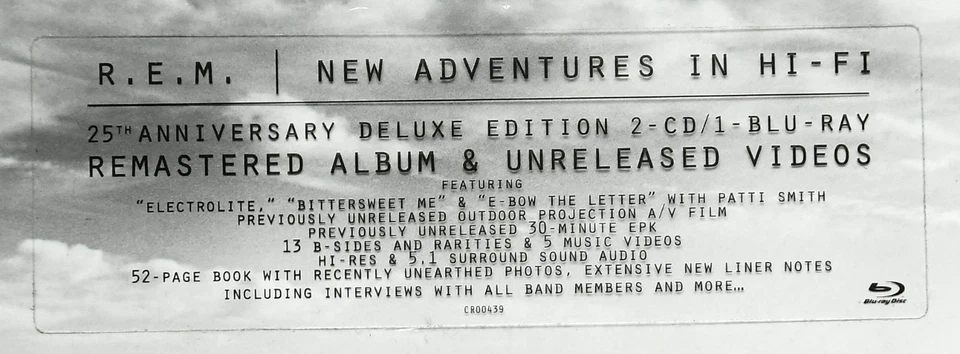 R.E.M. | NEW ADVENTURES IN HI-FI
25TH ANNIVERSARY DELUXE EDITION 2-CD/1-BLU-RAY
REMASTERED ALBUM & UNRELEASED VIDEOS
FEATURING
"ELECTROLITE," "BITTERSWEET ME" & "E-BOW THE LETTER" WITH PATTI SMITH
PREVIOUSLY UNRELEASED OUTDOOR PROJECTION A/V FILM
PREVIOUSLY UNRELEASED 30-MINUTE EPK
13 B-SIDES AND RARITIES & 5 MUSIC VIDEOS
HI-RES & 5.1 SURROUND SOUND AUDIO
52-PAGE BOOK WITH RECENTLY UNEARTHED PHOTOS, EXTENSIVE NEW LINER NOTES
INCLUDING INTERVIEWS WITH ALL BAND MEMBERS AND MORE...
Blu-ray Disc
CR00439